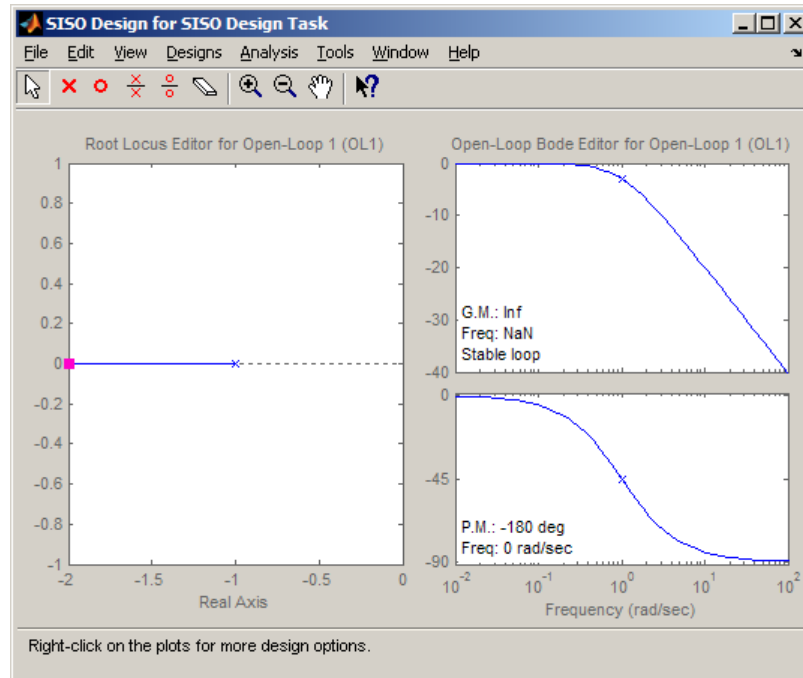 SISO Design for SISO Design Task
File Edit View Designs Analysis Tools Window Help
Root Locus Editor for Open-Loop 1 (OL1)
1
0.8
0.6
0.4
0.2
0
-0.2
-0.4
-0.6
-0.8
-1
-2 -1.5 -1 -0.5 0
Real Axis
Open-Loop Bode Editor for Open-Loop 1 (OL1)
0
-10
-20
-30
-40
G.M.: Inf
Freq: NaN
Stable loop
0
-45
-90
P.M.: -180 deg
Freq: 0 rad/sec
10^-2 10^-1 10^0 10^1 10^2
Frequency (rad/sec)
Right-click on the plots for more design options.